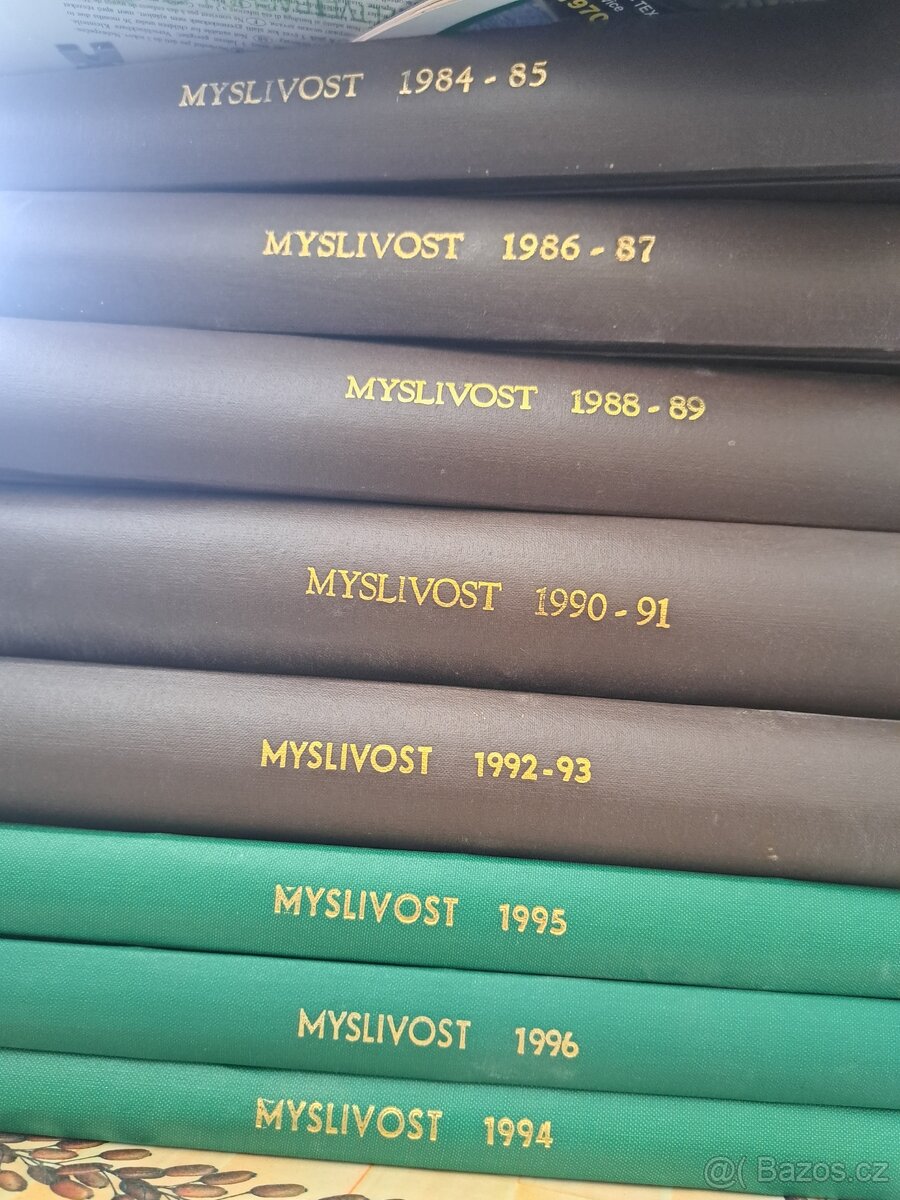 TEX
MYSLIVOST 1984 - 85
MYSLIVOST 1986 - 87
MYSLIVOST 1988 - 89
MYSLIVOST 1990 - 91
MYSLIVOST 1992-93
MYSLIVOST 1995
MYSLIVOST 1996
MYSLIVOST 1994
@( Bazos.cz